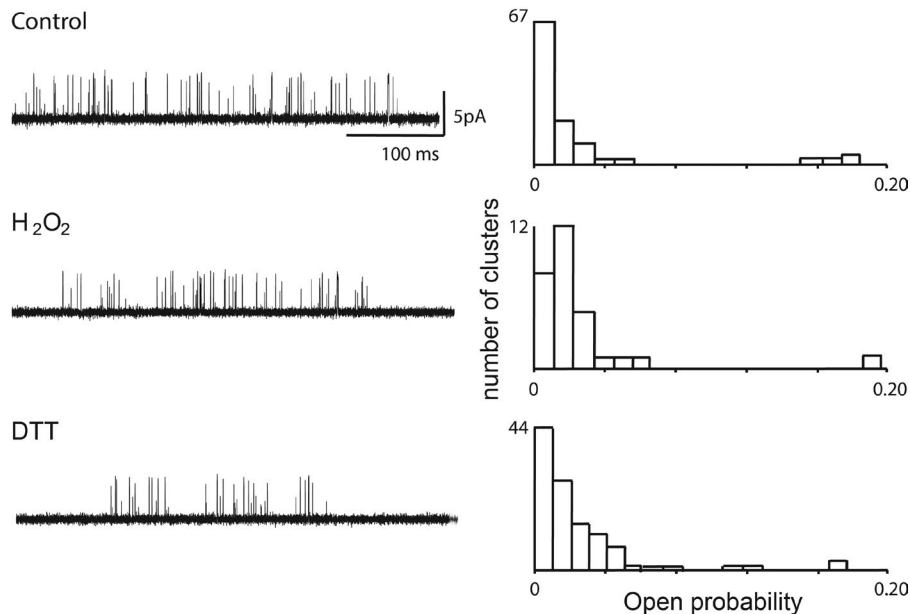 Control
67
5pA
100 ms
0
0.20
H2O2
12
number of clusters
0
0.20
DTT
44
0
0.20
Open probability